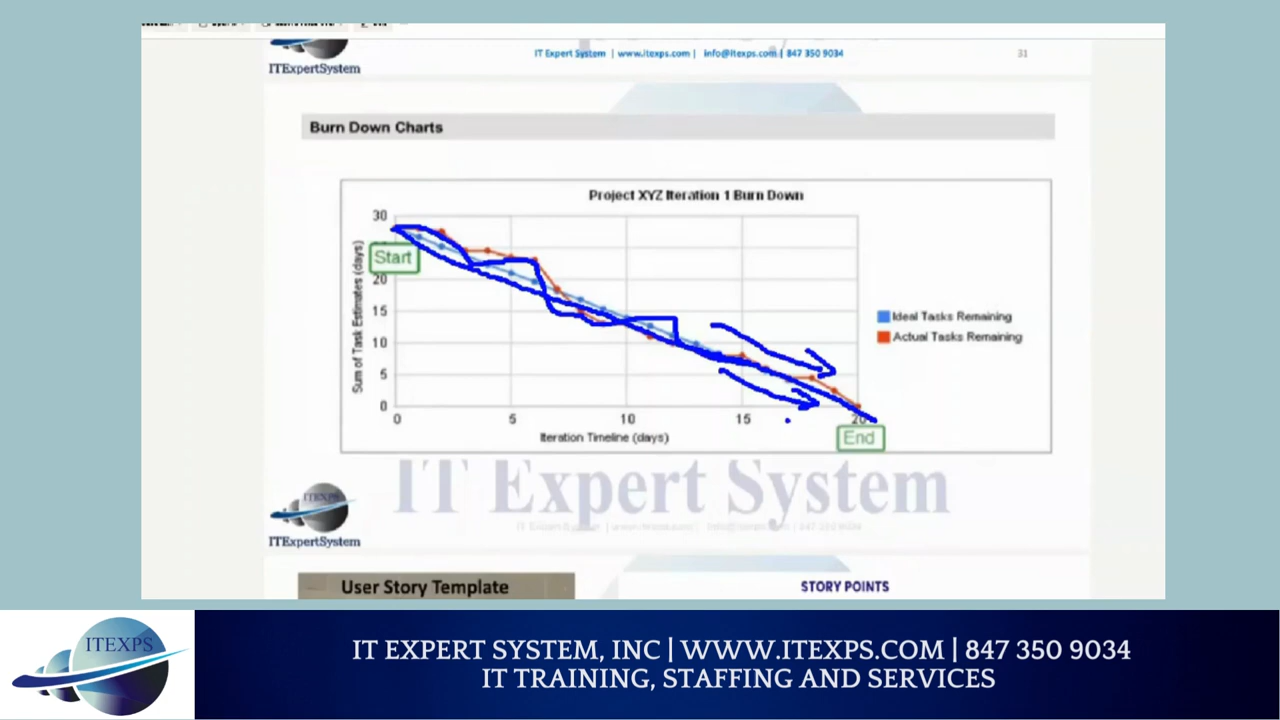 IT Expert System | www.itexps.com | info@itexps.com | 847 350 9034
31
ITExpertSystem
Burn Down Charts
Project XYZ Iteration 1 Burn Down
30
Start
20
15
10
5
0
Sum of Task Estimates (days)
0 5 10 15 20
Iteration Timeline (days)
End
Ideal Tasks Remaining
Actual Tasks Remaining
IT Expert System
ITEXPS
ITExpertSystem
User Story Template
STORY POINTS
ITEXPS
IT EXPERT SYSTEM, INC | WWW.ITEXPS.COM | 847 350 9034
IT TRAINING, STAFFING AND SERVICES